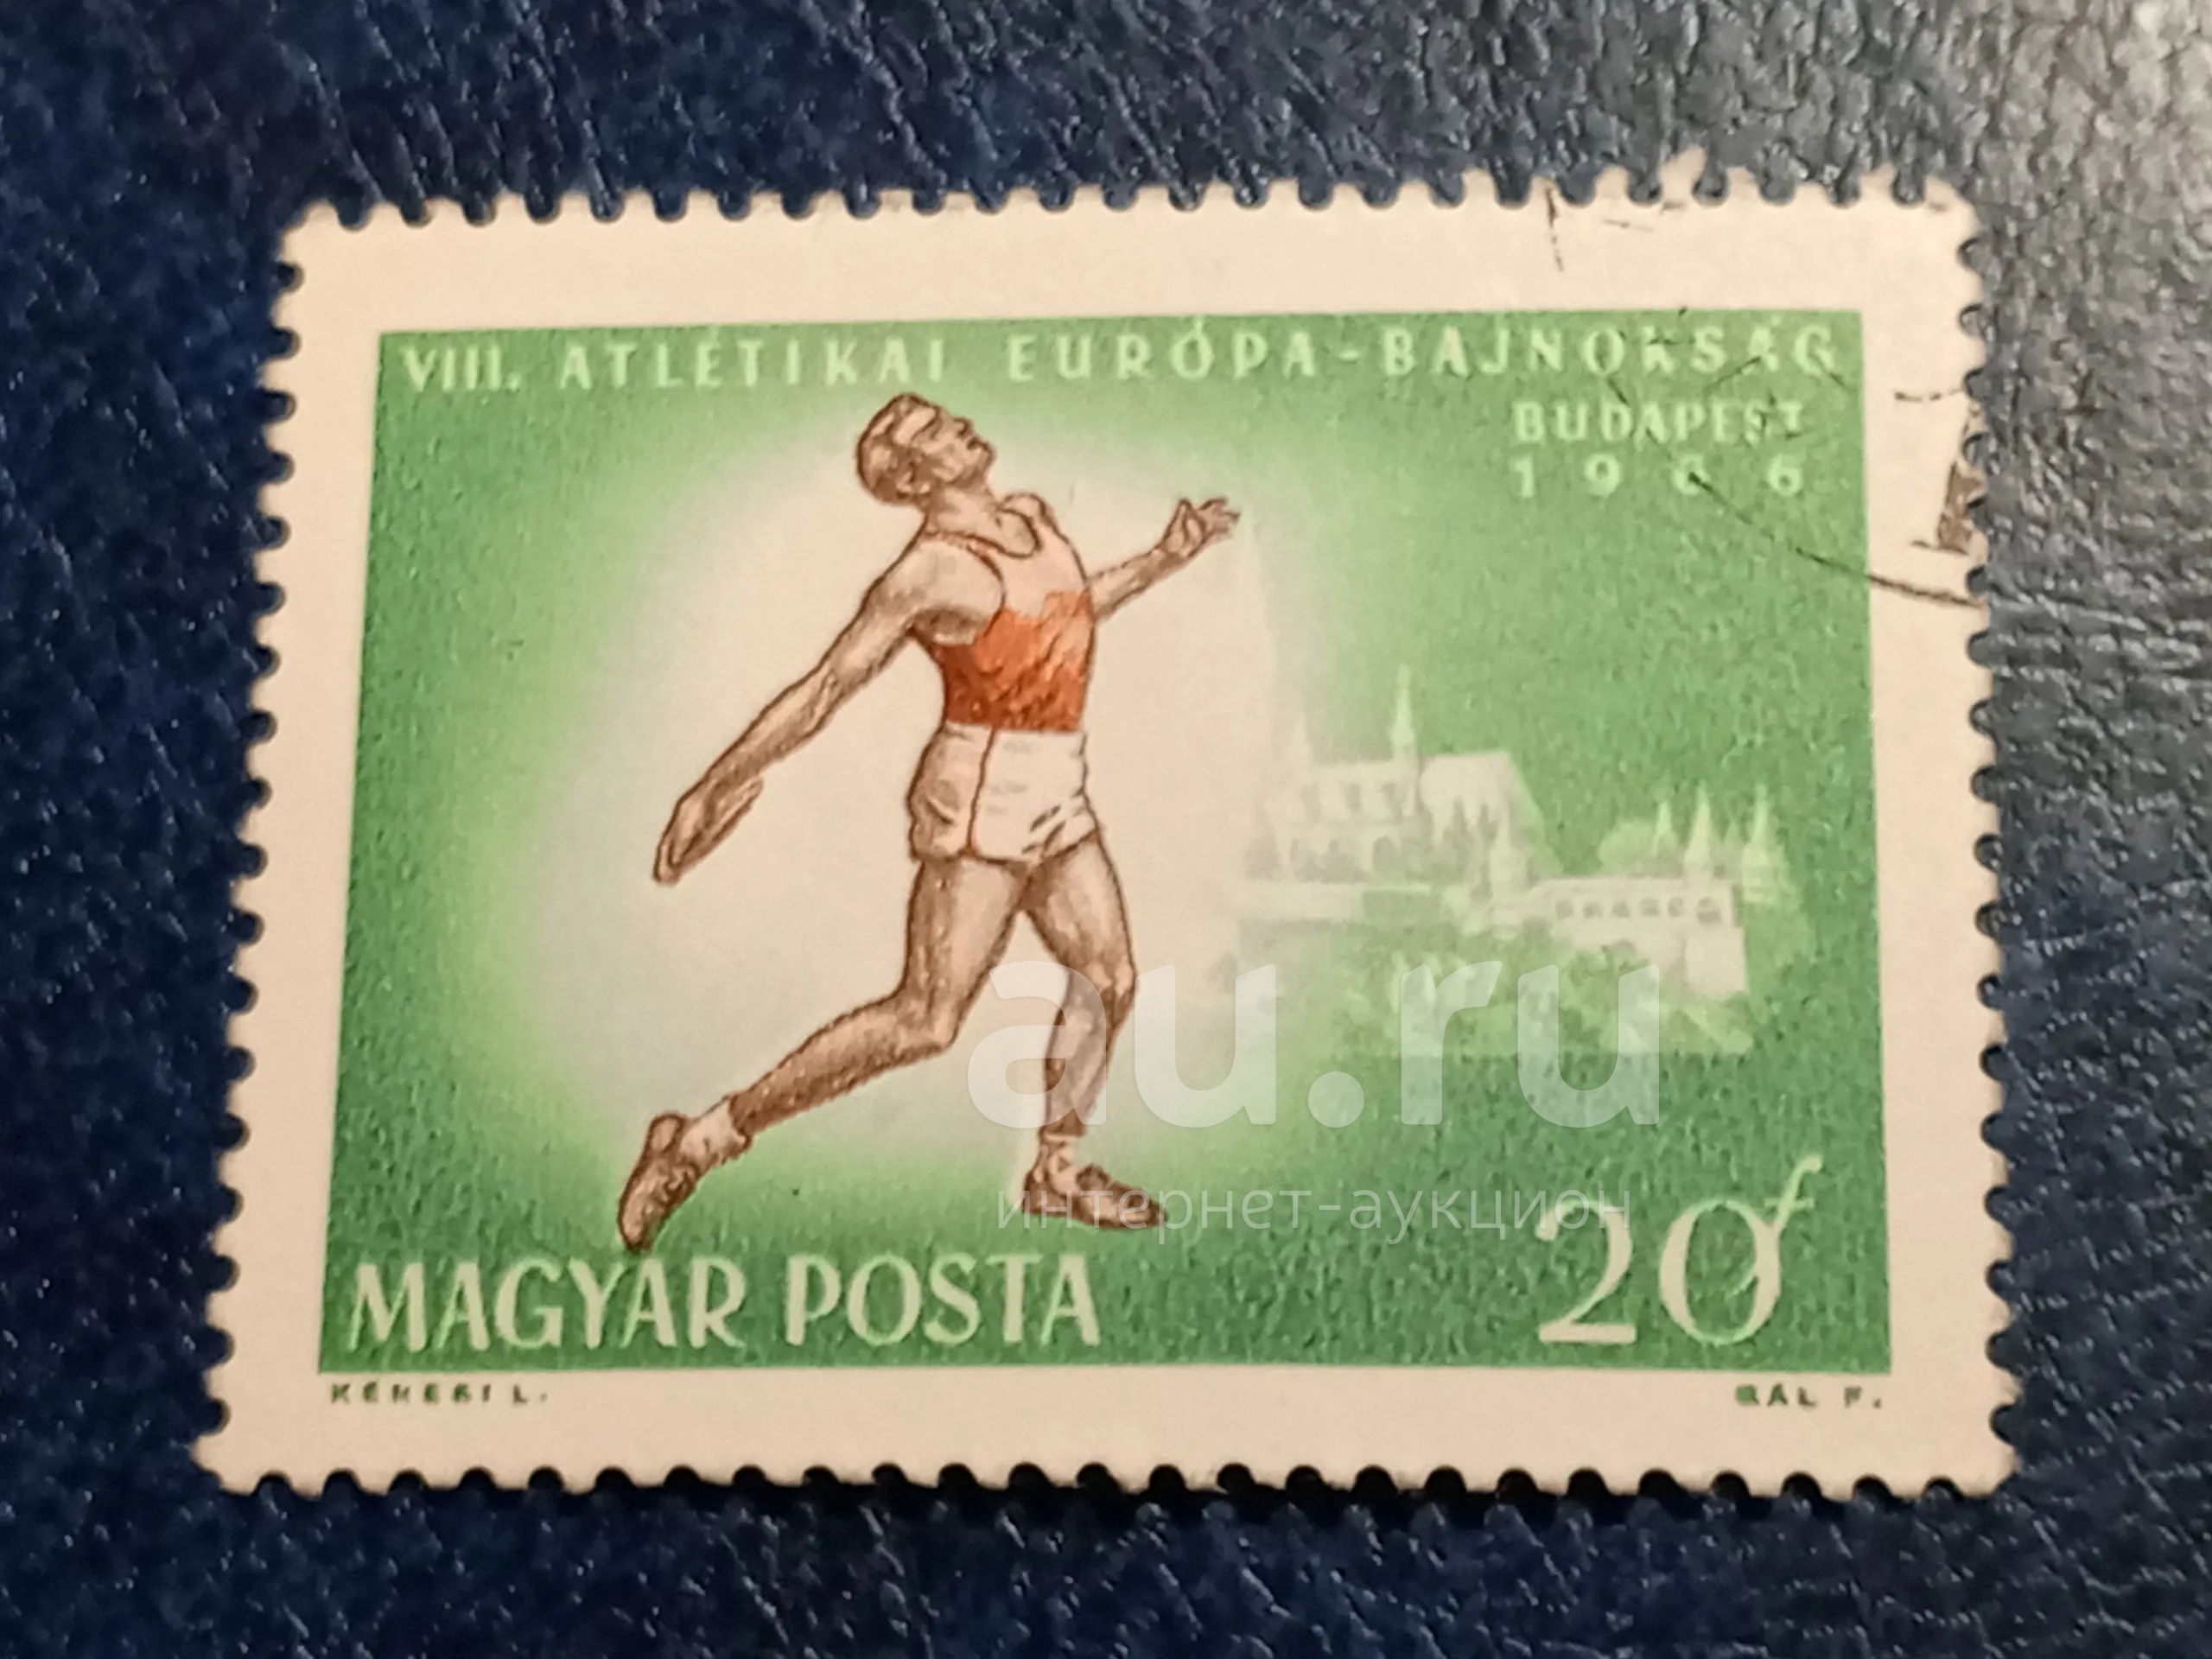 VIII. ATLÉTIKAI EURÓPA-BAJNOKSÁG
BUDAPEST
1966
au.ru
интернет-аукцион
20f
MAGYAR POSTA
KÉKESI L.
GÁL F.